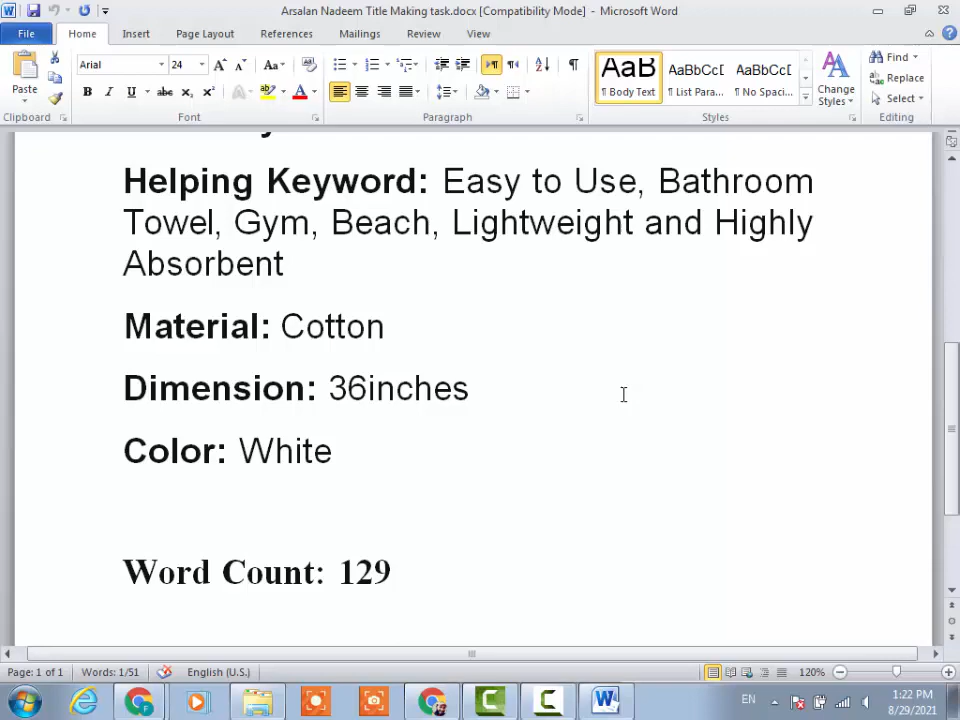 Arsalan Nadeem Title Making task.docx [Compatibility Mode] - Microsoft Word
File Home Insert Page Layout References Mailings Review View
Arial 24 Aa
Paste
B I U abc X₂ X² A
AaB AaBbCcI AaBbCcI
¶ Body Text ¶ List Para... ¶ No Spaci...
Change Styles
Find
Replace
Select
Clipboard Font Paragraph Styles Editing
Helping Keyword: Easy to Use, Bathroom
Towel, Gym, Beach, Lightweight and Highly
Absorbent
Material: Cotton
Dimension: 36inches
Color: White
Word Count: 129
Page: 1 of 1 Words: 1/51 English (U.S.) 120%
EN 1:22 PM
8/29/2021